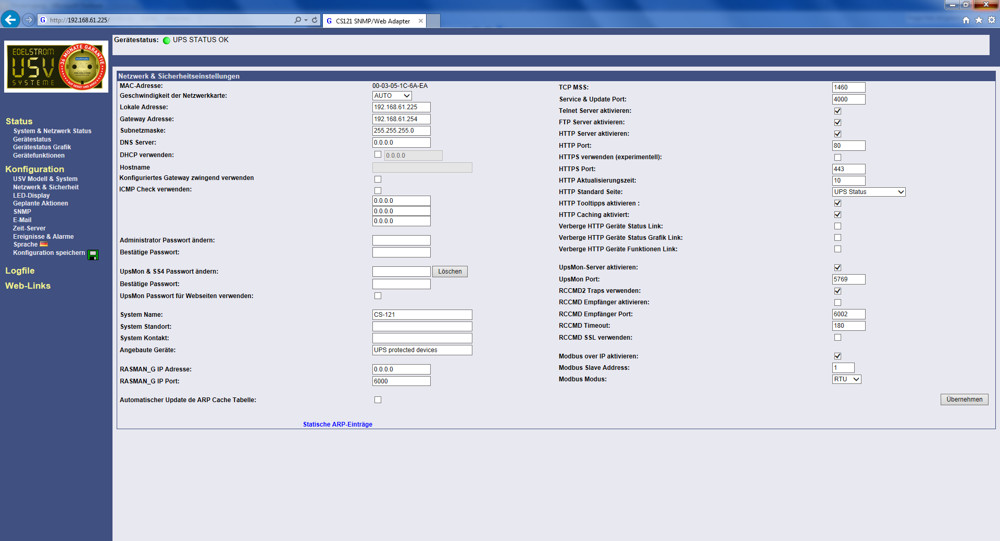 http://192.168.61.225/
CS121 SNMP/Web Adapter
Gerätestatus: UPS STATUS OK
EDELSTROM
USV
SYSTEME
36 MONATE GARANTIE
AUF GERÄT UND AKKU
Status
System & Netzwerk Status
Gerätestatus
Gerätestatus Grafik
Gerätefunktionen
Konfiguration
USV Modell & System
Netzwerk & Sicherheit
LED-Display
Geplante Aktionen
SNMP
E-Mail
Zeit-Server
Ereignisse & Alarme
Sprache
Konfiguration speichern
Logfile
Web-Links
Netzwerk & Sicherheitseinstellungen
MAC-Adresse: 00-03-05-1C-6A-EA
Geschwindigkeit der Netzwerkkarte: AUTO
Lokale Adresse: 192.168.61.225
Gateway Adresse: 192.168.61.254
Subnetzmaske: 255.255.255.0
DNS Server: 0.0.0.0
DHCP verwenden: 0.0.0.0
Hostname
Konfiguriertes Gateway zwingend verwenden
ICMP Check verwenden:
0.0.0.0
0.0.0.0
0.0.0.0
Administrator Passwort ändern:
Bestätige Passwort:
UpsMon & SS4 Passwort ändern: Löschen
Bestätige Passwort:
UpsMon Passwort für Webseiten verwenden:
System Name: CS-121
System Standort:
System Kontakt:
Angebaute Geräte: UPS protected devices
RASMAN_G IP Adresse: 0.0.0.0
RASMAN_G IP Port: 6000
Automatischer Update de ARP Cache Tabelle:
Statische ARP-Einträge
TCP MSS: 1460
Service & Update Port: 4000
Telnet Server aktivieren:
FTP Server aktivieren:
HTTP Server aktivieren:
HTTP Port: 80
HTTPS verwenden (experimentell):
HTTPS Port: 443
HTTP Aktualisierungszeit: 10
HTTP Standard Seite: UPS Status
HTTP Tooltipps aktivieren :
HTTP Caching aktiviert:
Verberge HTTP Geräte Status Link:
Verberge HTTP Geräte Status Grafik Link:
Verberge HTTP Geräte Funktionen Link:
UpsMon-Server aktivieren:
UpsMon Port: 5769
RCCMD2 Traps verwenden:
RCCMD Empfänger aktivieren:
RCCMD Empfänger Port: 6002
RCCMD Timeout: 180
RCCMD SSL verwenden:
Modbus over IP aktivieren:
Modbus Slave Address: 1
Modbus Modus: RTU
Übernehmen